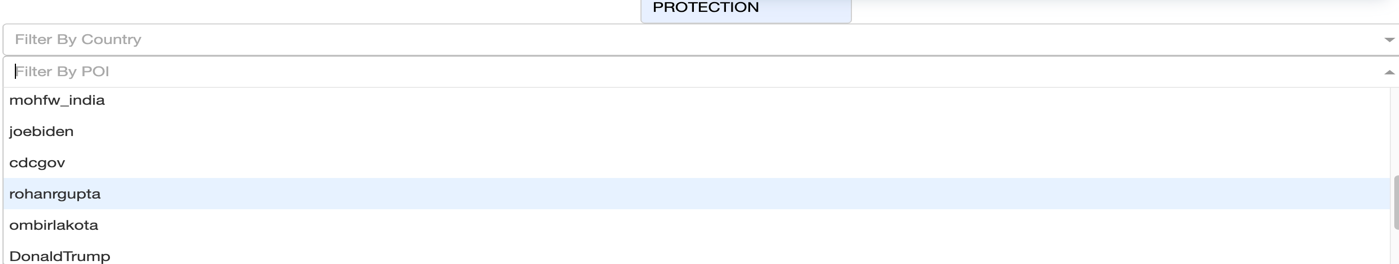 PROTECTION
Filter By Country
Filter By POI
mohfw_india
joebiden
cdcgov
rohanrgupta
ombirlakota
DonaldTrump